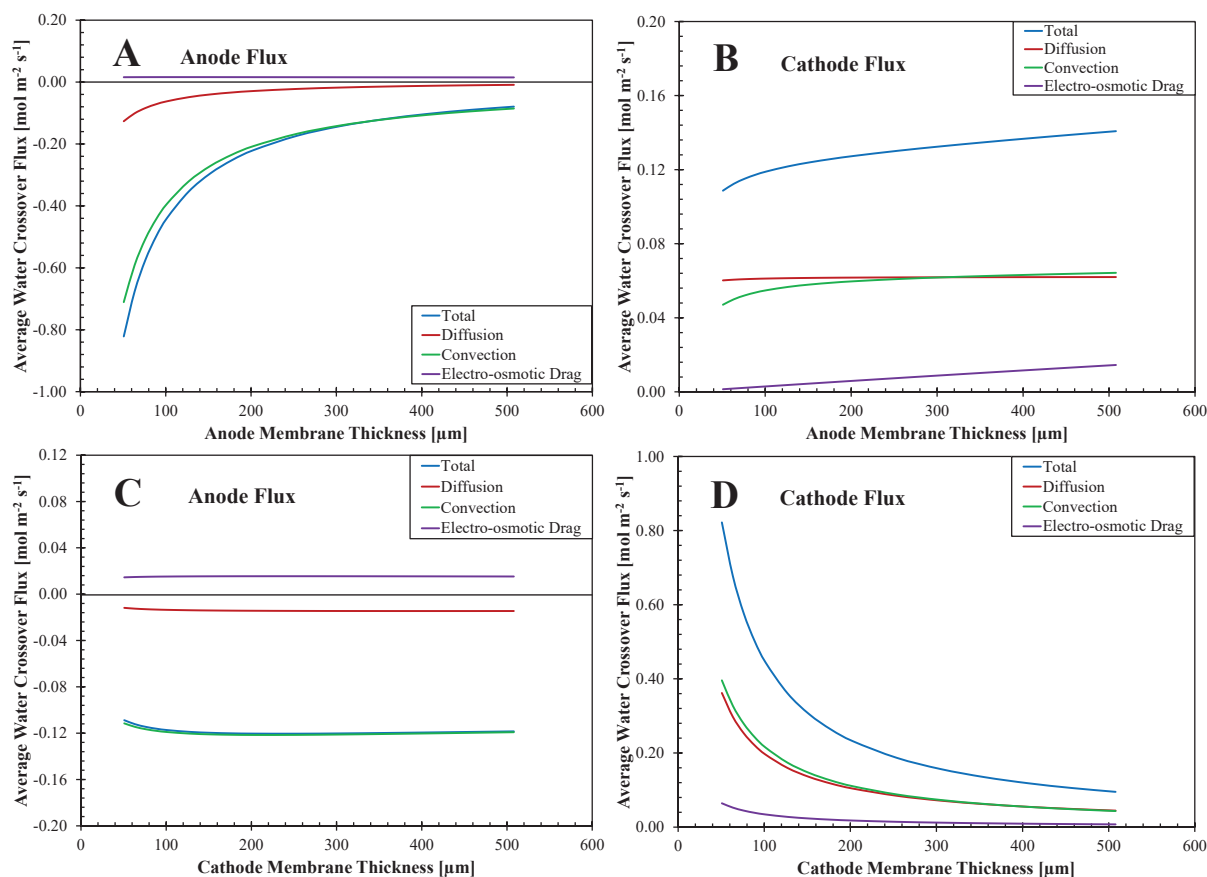 A
Anode Flux
Average Water Crossover Flux [mol m⁻² s⁻¹]
0.20
0.00
-0.20
-0.40
-0.60
-0.80
-1.00
Total
Diffusion
Convection
Electro-osmotic Drag
0 100 200 300 400 500 600
Anode Membrane Thickness [µm]
B
Cathode Flux
Average Water Crossover Flux [mol m⁻² s⁻¹]
0.20
0.16
0.12
0.08
0.04
0.00
Total
Diffusion
Convection
Electro-osmotic Drag
0 100 200 300 400 500 600
Anode Membrane Thickness [µm]
C
Anode Flux
Average Water Crossover Flux [mol m⁻² s⁻¹]
0.12
0.08
0.04
0.00
-0.04
-0.08
-0.12
-0.16
-0.20
Total
Diffusion
Convection
Electro-osmotic Drag
0 100 200 300 400 500 600
Cathode Membrane Thickness [µm]
D
Cathode Flux
Average Water Crossover Flux [mol m⁻² s⁻¹]
1.00
0.80
0.60
0.40
0.20
0.00
Total
Diffusion
Convection
Electro-osmotic Drag
0 100 200 300 400 500 600
Cathode Membrane Thickness [µm]